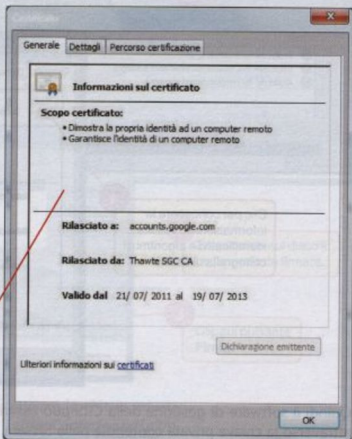 Generale Dettagli Percorso certificazione
Informazioni sul certificato
Scopo certificato:
• Dimostra la propria identità ad un computer remoto
• Garantisce l'identità di un computer remoto
Rilasciato a: accounts.google.com
Rilasciato da: Thawte SGC CA
Valido dal 21/ 07/ 2011 al 19/ 07/ 2013
Dichiarazione emittente
Ulteriori informazioni sui certificati
OK